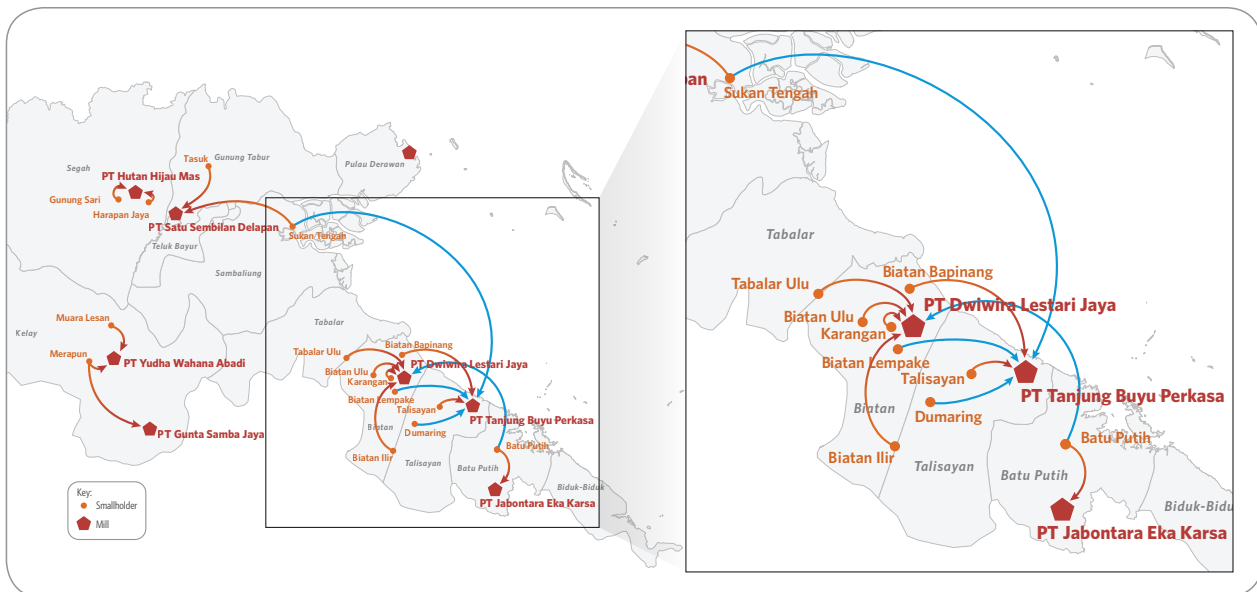 Segah
Tasuk
Gunung Tabur
Pulau Derawan
PT Hutan Hijau Mas
Gunung Sari
Harapan Jaya
PT Satu Sembilan Delapan
Sukan Tengah
Teluk Bayur
Sambaliung
Kelay
Muara Lesan
Merapun
PT Yudha Wahana Abadi
PT Gunta Samba Jaya
Tabalar
Tabalar Ulu
Biatan Bapinang
Biatan Ulu
PT Dwiwira Lestari Jaya
Karangan
Biatan Lempake
Talisayan
PT Tanjung Buyu Perkasa
Biatan
Dumaring
Biatan Ilir
Talisayan
Batu Putih
Batu Putih
Biduk-Biduk
PT Jabontara Eka Karsa
Key:
Smallholder
Mill
pan
Sukan Tengah
Tabalar
Tabalar Ulu
Biatan Bapinang
PT Dwiwira Lestari Jaya
Biatan Ulu
Karangan
Biatan Lempake
Talisayan
PT Tanjung Buyu Perkasa
Biatan
Dumaring
Biatan Ilir
Talisayan
Batu Putih
Batu Putih
Biduk-Bidu
PT Jabontara Eka Karsa